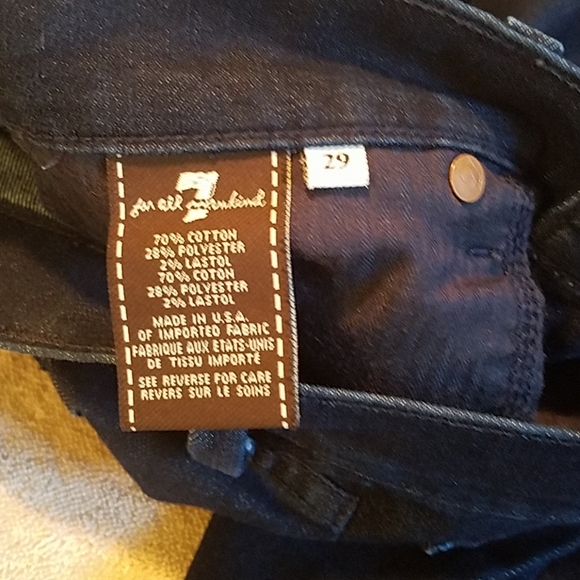 7
for all mankind
29
70% COTTON
28% POLYESTER
2% LASTOL
70% COTON
28% POLYESTER
2% LASTOL
MADE IN U.S.A.
OF IMPORTED FABRIC
FABRIQUE AUX ETATS-UNIS
DE TISSU IMPORTÉ
SEE REVERSE FOR CARE
REVERS SUR LE SOINS